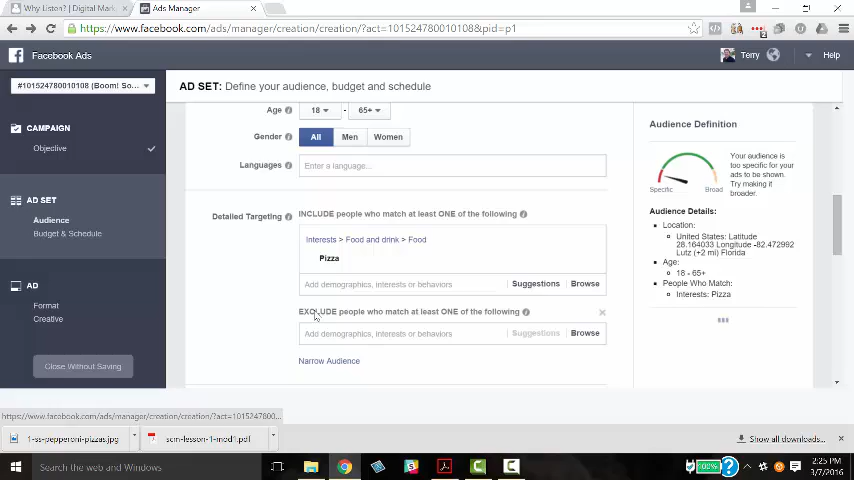 Why Listen? | Digital Mark
Ads Manager
https://www.facebook.com/ads/manager/creation/creation/?act=101524780010108&pid=p1
Facebook Ads
Terry
Help
#101524780010108 (Boom! So...
AD SET: Define your audience, budget and schedule
CAMPAIGN
Objective
AD SET
Audience
Budget & Schedule
AD
Format
Creative
Close Without Saving
Age
18
-
65+
Gender
All
Men
Women
Languages
Enter a language...
Detailed Targeting
INCLUDE people who match at least ONE of the following
Interests > Food and drink > Food
Pizza
Add demographics, interests or behaviors
Suggestions
Browse
EXCLUDE people who match at least ONE of the following
Add demographics, interests or behaviors
Suggestions
Browse
Narrow Audience
Audience Definition
Specific
Broad
Your audience is
too specific for your
ads to be shown.
Try making it
broader.
Audience Details:
Location:
United States: Latitude
28.164033 Longitude -82.472992
Lutz (+2 mi) Florida
Age:
18 - 65+
People Who Match:
Interests: Pizza
https://www.facebook.com/ads/manager/creation/creation/?act=1015247800...
1-ss-pepperoni-pizzas.jpg
scm-lesson-1-mod1.pdf
Show all downloads...
Search the web and Windows
100%
2:25 PM
3/7/2016